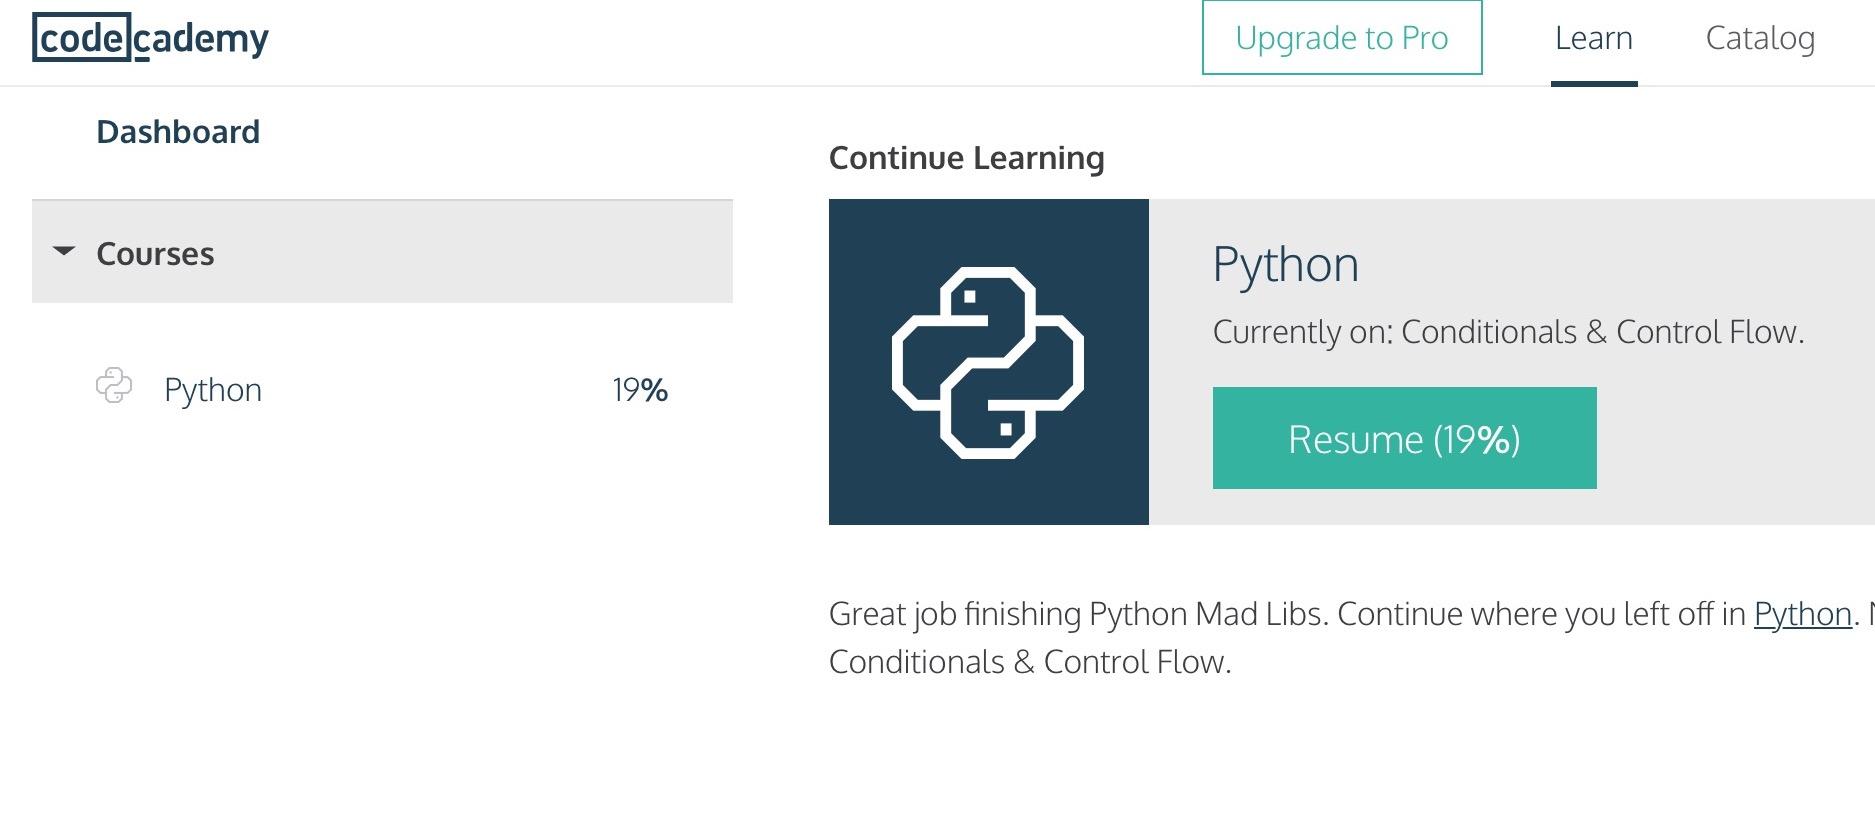 codecademy
Upgrade to Pro
Learn
Catalog
Dashboard
Continue Learning
Courses
Python
19%
Python
Currently on: Conditionals & Control Flow.
Resume (19%)
Great job finishing Python Mad Libs. Continue where you left off in Python.
Conditionals & Control Flow.